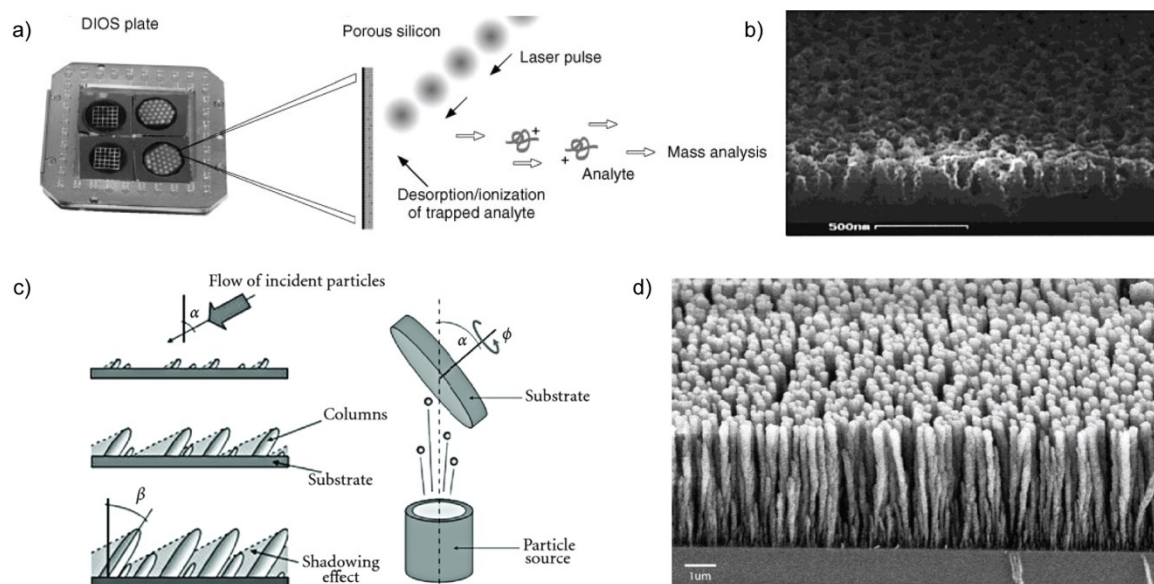 a)
DIOS plate
Porous silicon
Laser pulse
+
+
Analyte
Mass analysis
Desorption/ionization
of trapped analyte
b)
500nm
c)
Flow of incident particles
α
Columns
Substrate
β
Shadowing
effect
α
ϕ
Substrate
Particle
source
d)
1um